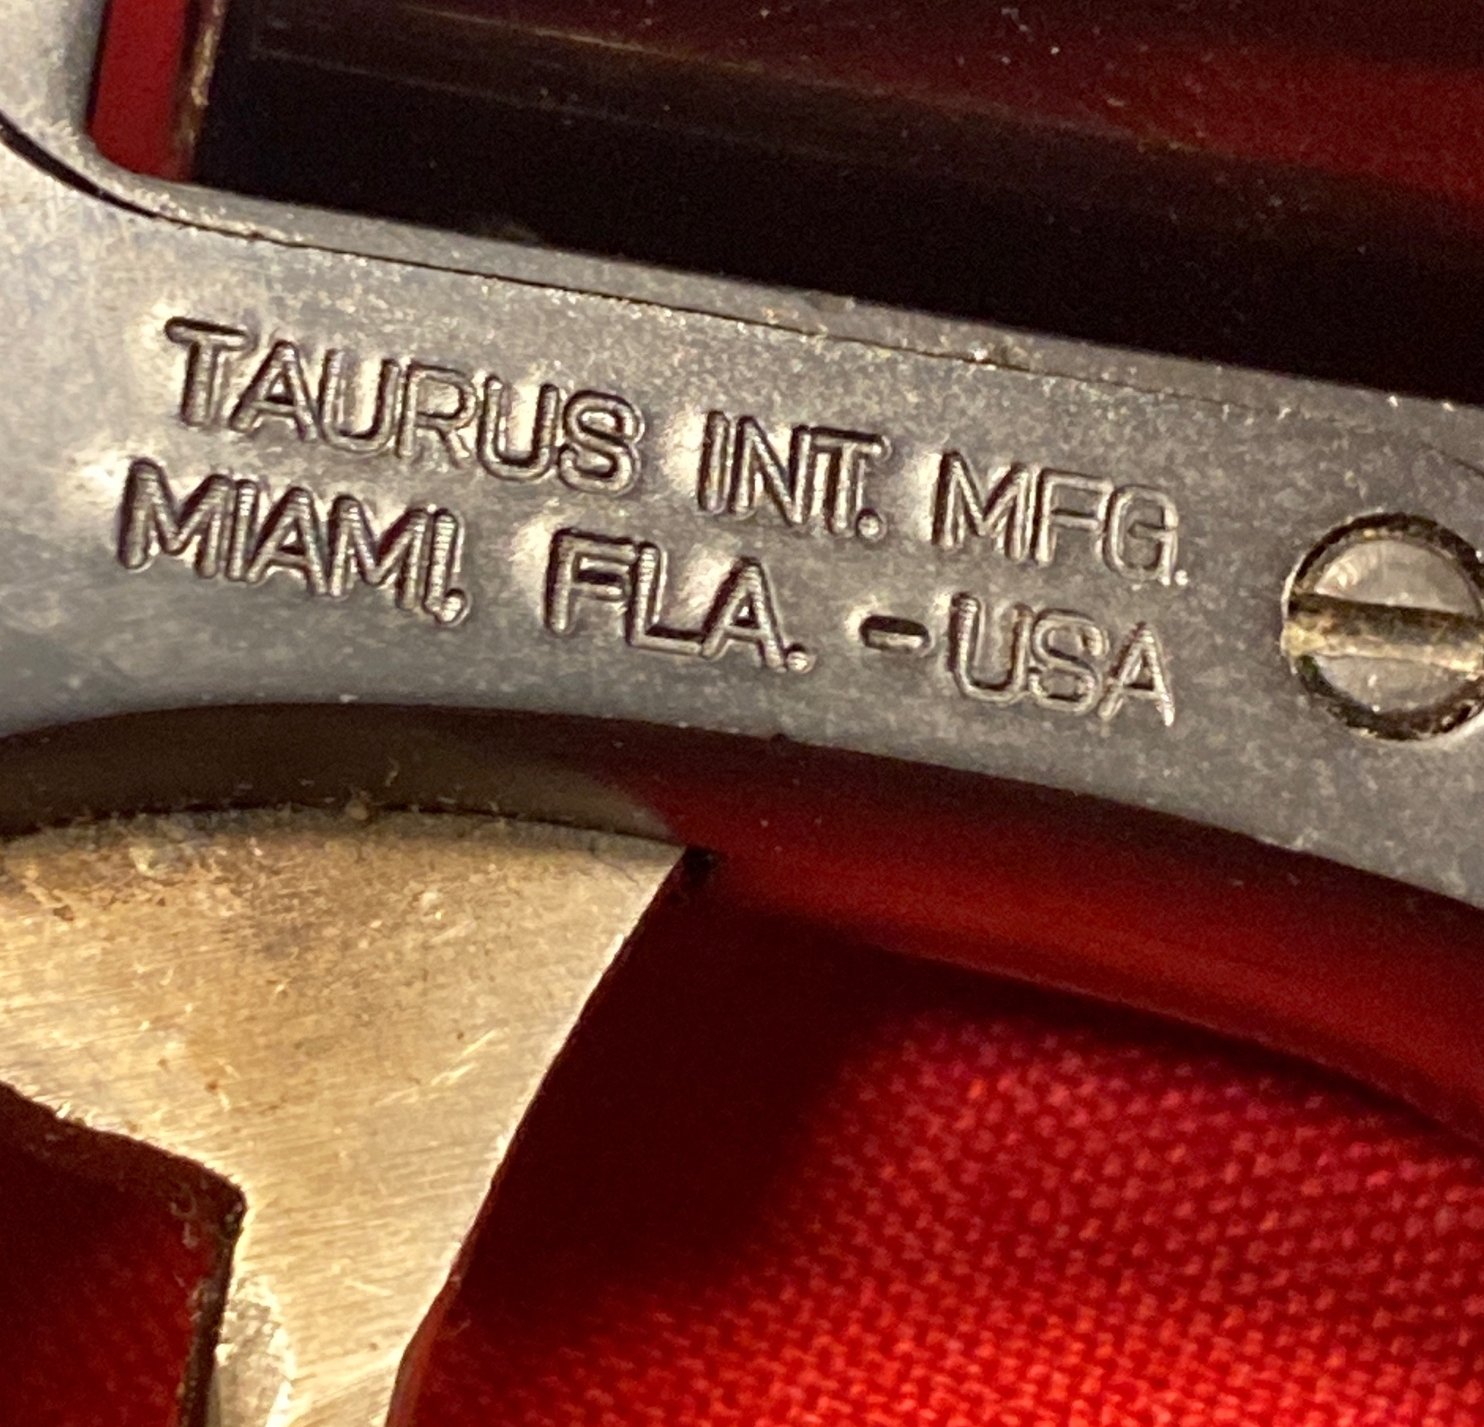 TAURUS INT. MFG.
MIAMI, FLA. - USA